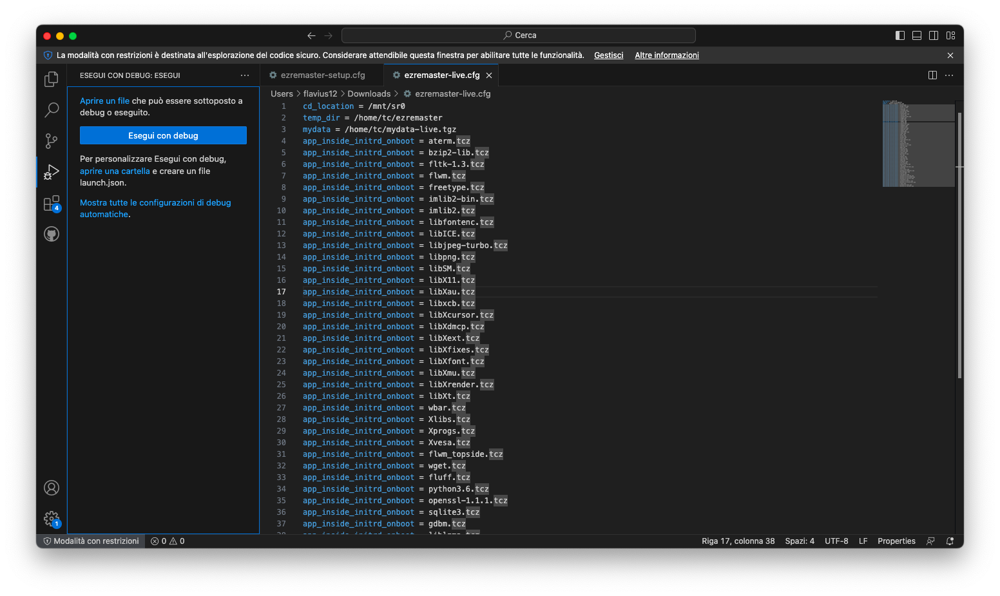 Cerca
La modalità con restrizioni è destinata all'esplorazione del codice sicuro. Considerare attendibile questa finestra per abilitare tutte le funzionalità. Gestisci Altre informazioni
ESEGUI CON DEBUG: ESEGUI
Aprire un file che può essere sottoposto a
debug o eseguito.
Esegui con debug
Per personalizzare Esegui con debug,
aprire una cartella e creare un file
launch.json.
Mostra tutte le configurazioni di debug
automatiche.
4
1
ezremaster-setup.cfg
ezremaster-live.cfg
Users > flavius12 > Downloads > ezremaster-live.cfg
1 cd_location = /mnt/sr0
2 temp_dir = /home/tc/ezremaster
3 mydata = /home/tc/mydata-live.tgz
4 app_inside_initrd_onboot = aterm.tcz
5 app_inside_initrd_onboot = bzip2-lib.tcz
6 app_inside_initrd_onboot = fltk-1.3.tcz
7 app_inside_initrd_onboot = flwm.tcz
8 app_inside_initrd_onboot = freetype.tcz
9 app_inside_initrd_onboot = imlib2-bin.tcz
10 app_inside_initrd_onboot = imlib2.tcz
11 app_inside_initrd_onboot = libfontenc.tcz
12 app_inside_initrd_onboot = libICE.tcz
13 app_inside_initrd_onboot = libjpeg-turbo.tcz
14 app_inside_initrd_onboot = libpng.tcz
15 app_inside_initrd_onboot = libSM.tcz
16 app_inside_initrd_onboot = libX11.tcz
17 app_inside_initrd_onboot = libXau.tcz
18 app_inside_initrd_onboot = libxcb.tcz
19 app_inside_initrd_onboot = libXcursor.tcz
20 app_inside_initrd_onboot = libXdmcp.tcz
21 app_inside_initrd_onboot = libXext.tcz
22 app_inside_initrd_onboot = libXfixes.tcz
23 app_inside_initrd_onboot = libXfont.tcz
24 app_inside_initrd_onboot = libXmu.tcz
25 app_inside_initrd_onboot = libXrender.tcz
26 app_inside_initrd_onboot = libXt.tcz
27 app_inside_initrd_onboot = wbar.tcz
28 app_inside_initrd_onboot = Xlibs.tcz
29 app_inside_initrd_onboot = Xprogs.tcz
30 app_inside_initrd_onboot = Xvesa.tcz
31 app_inside_initrd_onboot = flwm_topside.tcz
32 app_inside_initrd_onboot = wget.tcz
33 app_inside_initrd_onboot = fluff.tcz
34 app_inside_initrd_onboot = python3.6.tcz
35 app_inside_initrd_onboot = openssl-1.1.1.tcz
36 app_inside_initrd_onboot = sqlite3.tcz
37 app_inside_initrd_onboot = gdbm.tcz
Modalità con restrizioni 0 0 Riga 17, colonna 38 Spazi: 4 UTF-8 LF Properties